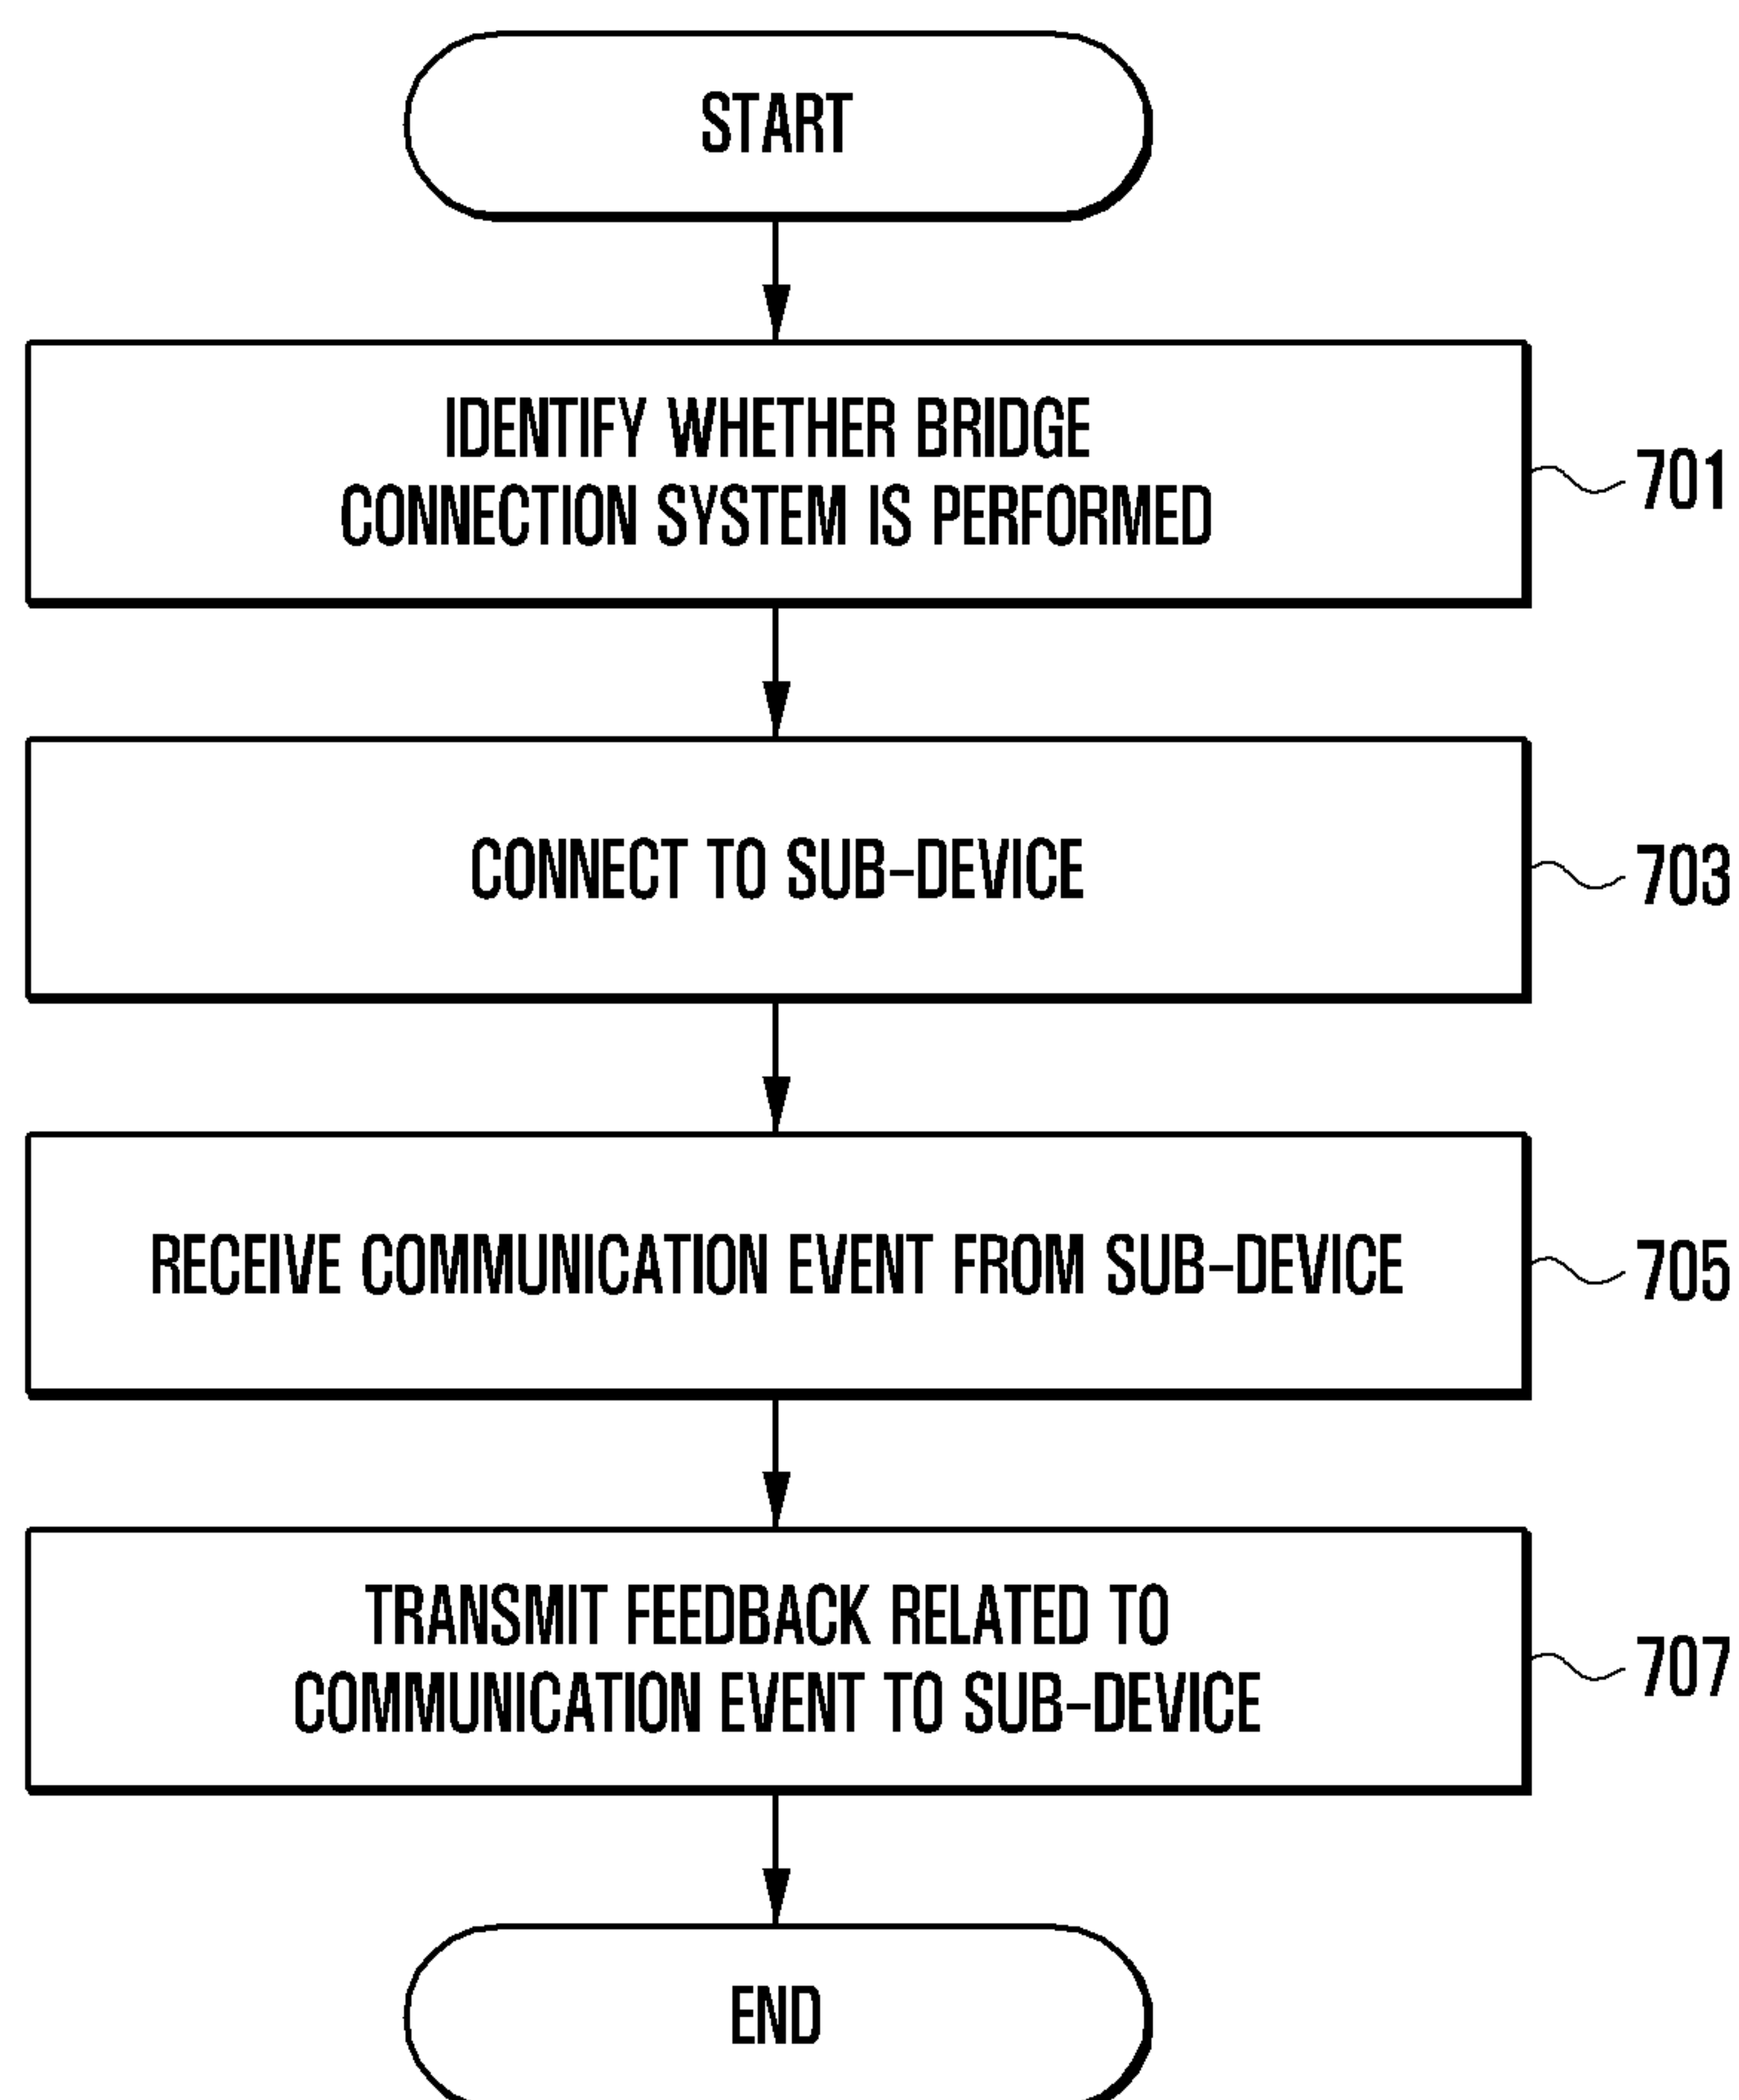 START
IDENTIFY WHETHER BRIDGE
CONNECTION SYSTEM IS PERFORMED
701
CONNECT TO SUB-DEVICE
703
RECEIVE COMMUNICATION EVENT FROM SUB-DEVICE
705
TRANSMIT FEEDBACK RELATED TO
COMMUNICATION EVENT TO SUB-DEVICE
707
END